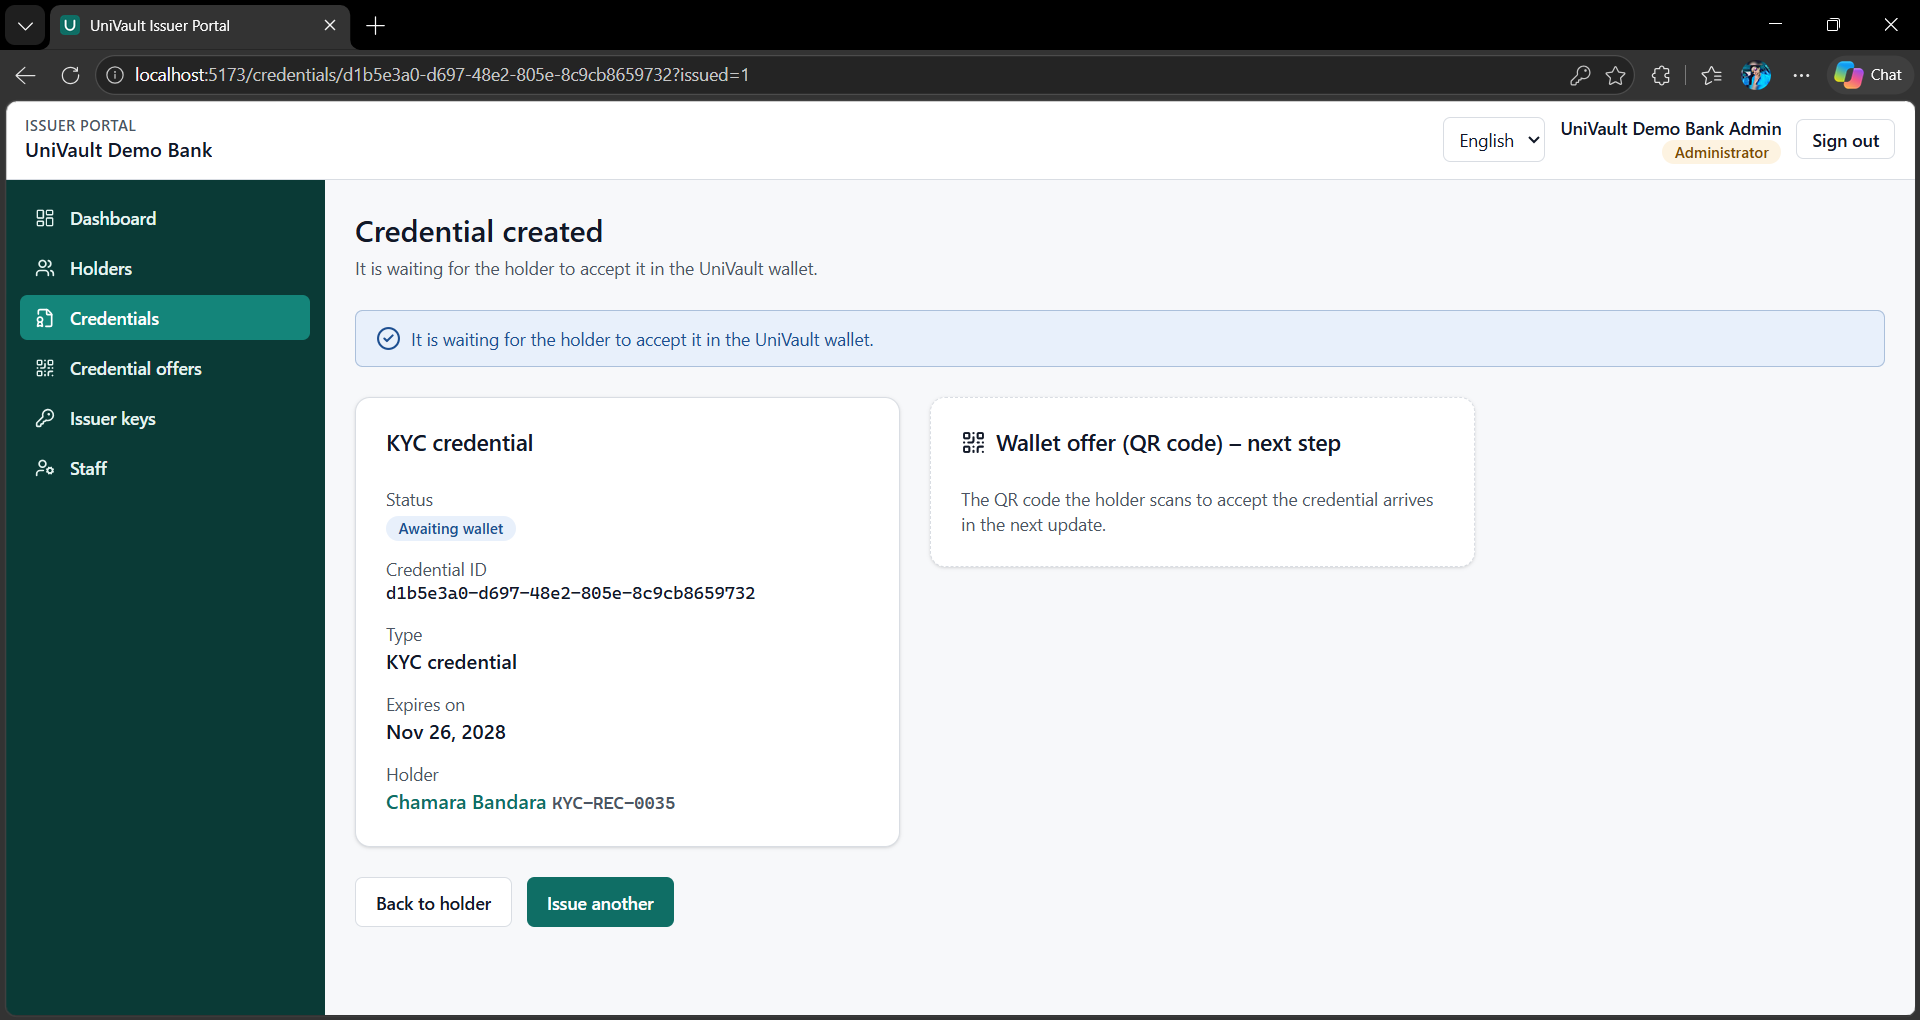 UniVault Issuer Portal
localhost:5173/credentials/d1b5e3a0-d697-48e2-805e-8c9cb8659732?issued=1
Chat
ISSUER PORTAL
UniVault Demo Bank
English
UniVault Demo Bank Admin
Administrator
Sign out
Dashboard
Holders
Credentials
Credential offers
Issuer keys
Staff
Credential created
It is waiting for the holder to accept it in the UniVault wallet.
It is waiting for the holder to accept it in the UniVault wallet.
KYC credential
Status
Awaiting wallet
Credential ID
d1b5e3a0-d697-48e2-805e-8c9cb8659732
Type
KYC credential
Expires on
Nov 26, 2028
Holder
Chamara Bandara KYC-REC-0035
Wallet offer (QR code) – next step
The QR code the holder scans to accept the credential arrives
in the next update.
Back to holder
Issue another